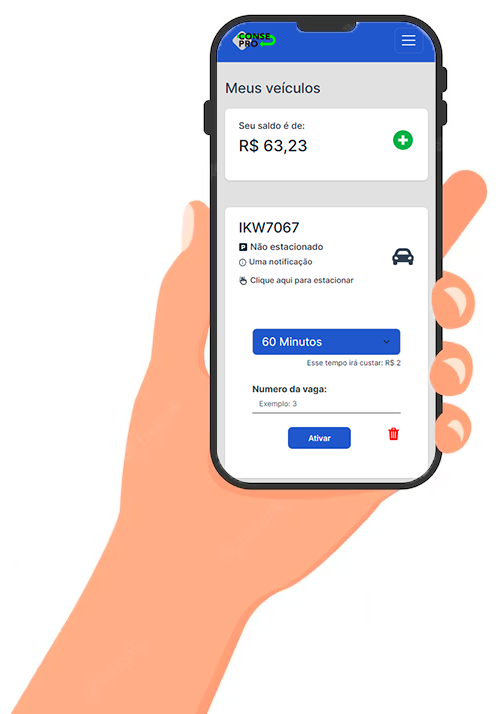 CONSE
PRO
Meus veículos
Seu saldo é de:
R$ 63,23
IKW7067
Não estacionado
Uma notificação
Clique aqui para estacionar
60 Minutos
Esse tempo irá custar: R$ 2
Numero da vaga:
Exemplo: 3
Ativar